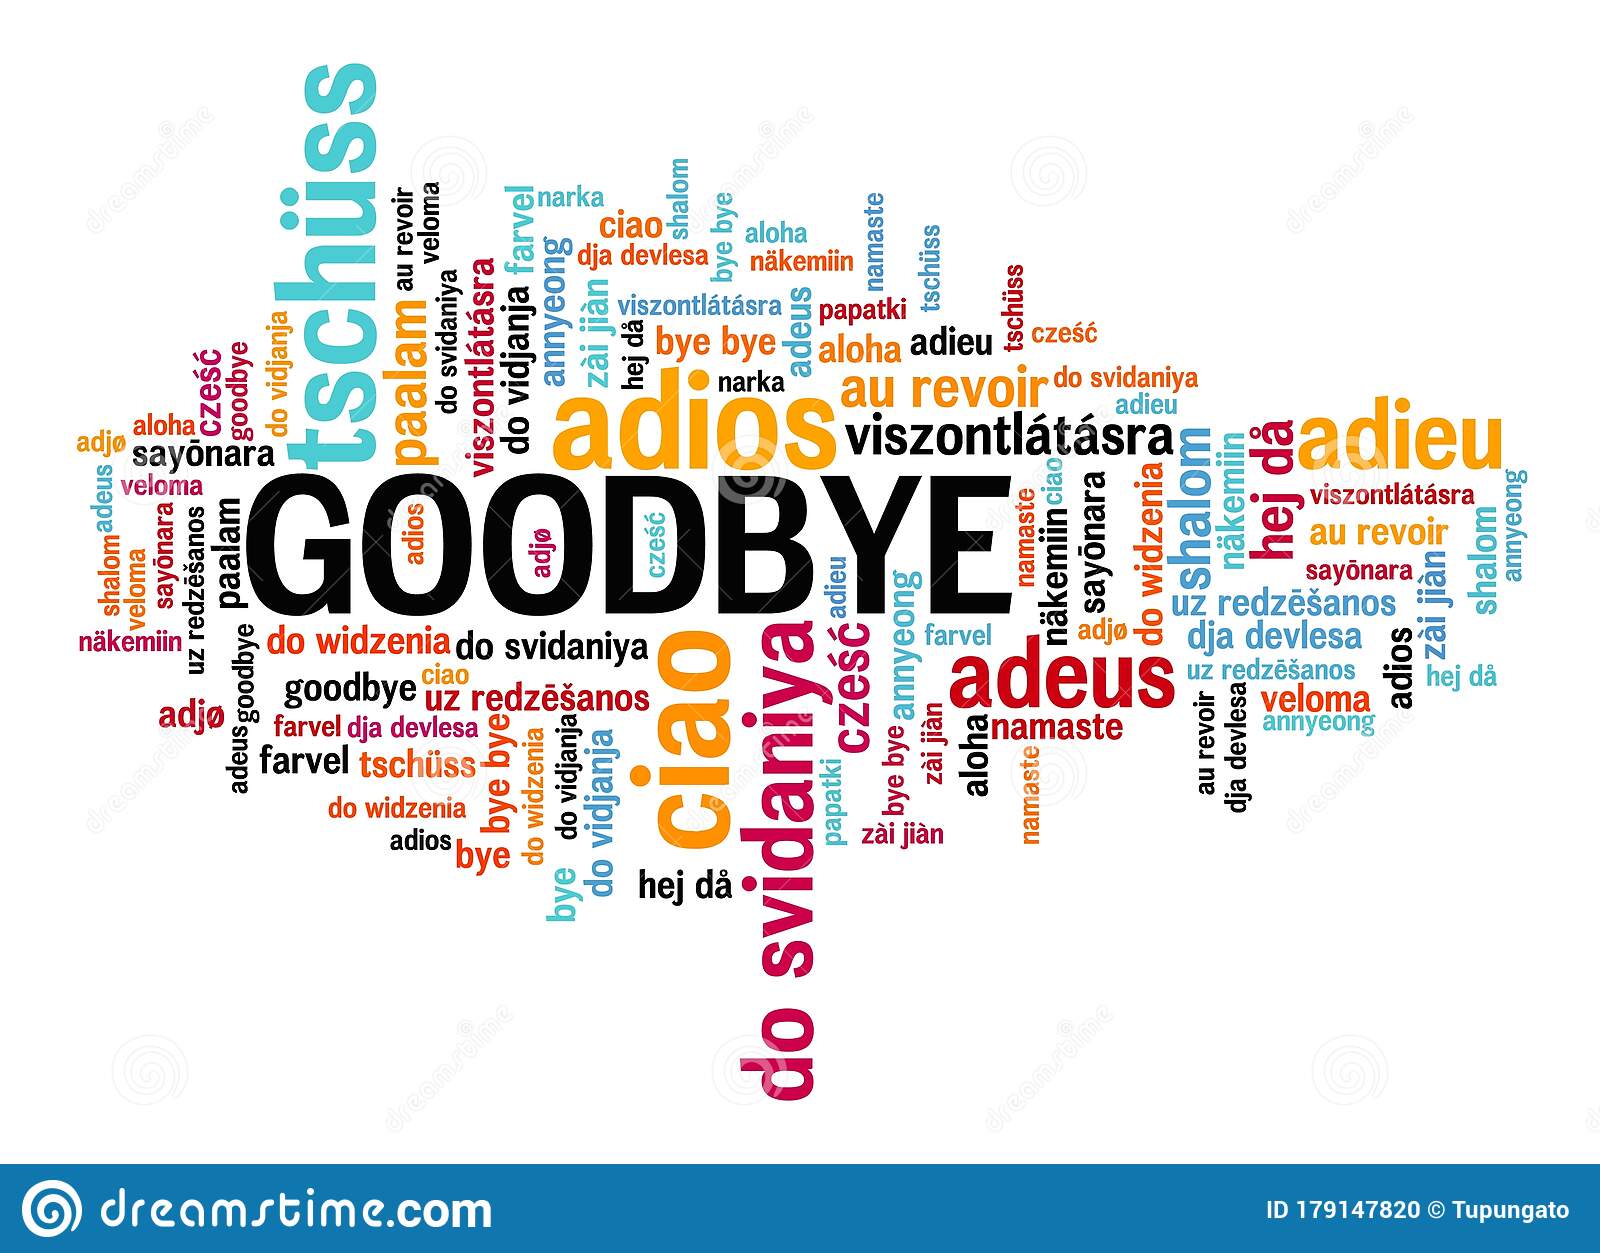 tschüss
au revoir
veloma
farvel
narka
ciao
shalom
bye bye
aloha
namaste
tschüss
dja devlesa
näkemiin
annyeong
viszontlátásra
do svidaniya
paalam
do vidjanja
zài jiàn
viszontlátásra
hej då
adeus
papatki
tschüss
cześć
bye bye
aloha
adieu
do vidjanja
cześć
goodbye
narka
au revoir
do svidaniya
adieu
adios
viszontlátásra
aloha
adjø
sayōnara
veloma
adeus
shalom
näkemiin
hej då
adieu
viszontlátásra
au revoir
annyeong
shalom
sayōnara
zài jiàn
GOODBYE
adios
adjø
cześć
namaste
ciao
näkemiin
sayōnara
do widzenia
shalom
veloma
sayōnara
uz redzēšanos
paalam
uz redzēšanos
dja devlesa
uz redzēšanos
adios
hej då
näkemiin
goodbye
do widzenia
do svidaniya
ciao
do svidaniya
cześć
adieu
annyeong
farvel
adjø
adeus
namaste
goodbye
ciao
uz redzēšanos
veloma
annyeong
au revoir
dja devlesa
adjø
adeus
farvel
dja devlesa
farvel
tschüss
bye bye
do widzenia
do vidjanja
do vidjanja
papatki
bye bye
zài jiàn
aloha
namaste
do widzenia
adios
bye
bye
hej då
zài jiàn
dreamstime.com
ID 179147820 © Tupungato